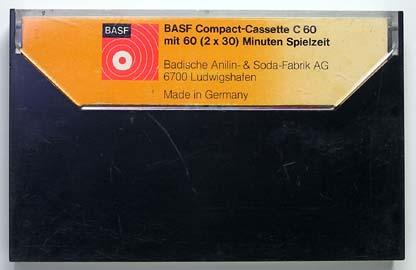 BASF
BASF Compact-Cassette C 60
mit 60 (2 x 30) Minuten Spielzeit
Badische Anilin- & Soda-Fabrik AG
6700 Ludwigshafen
Made in Germany